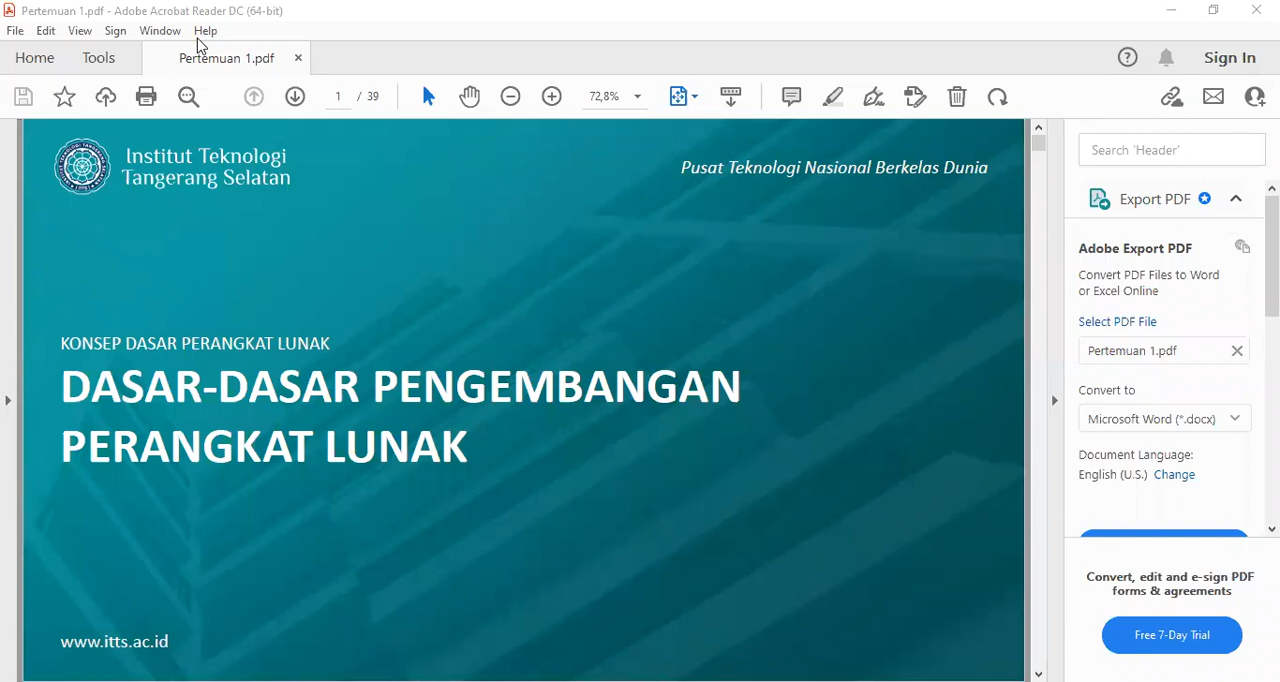 Pertemuan 1.pdf - Adobe Acrobat Reader DC (64-bit)
File Edit View Sign Window Help
Home Tools Pertemuan 1.pdf Sign In
1 / 39 72,8%
Institut Teknologi
Tangerang Selatan
Pusat Teknologi Nasional Berkelas Dunia
KONSEP DASAR PERANGKAT LUNAK
DASAR-DASAR PENGEMBANGAN
PERANGKAT LUNAK
www.itts.ac.id
Search 'Header'
Export PDF
Adobe Export PDF
Convert PDF Files to Word
or Excel Online
Select PDF File
Pertemuan 1.pdf
Convert to
Microsoft Word (*.docx)
Document Language:
English (U.S.) Change
Convert, edit and e-sign PDF
forms & agreements
Free 7-Day Trial